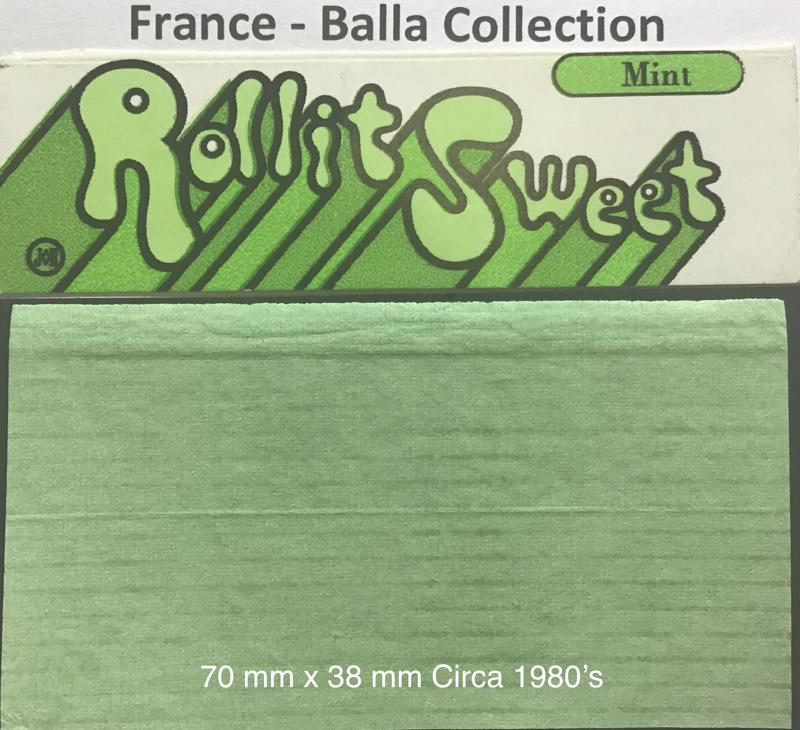 France - Balla Collection
Mint
Rollit Sweet
JOB
70 mm x 38 mm Circa 1980's